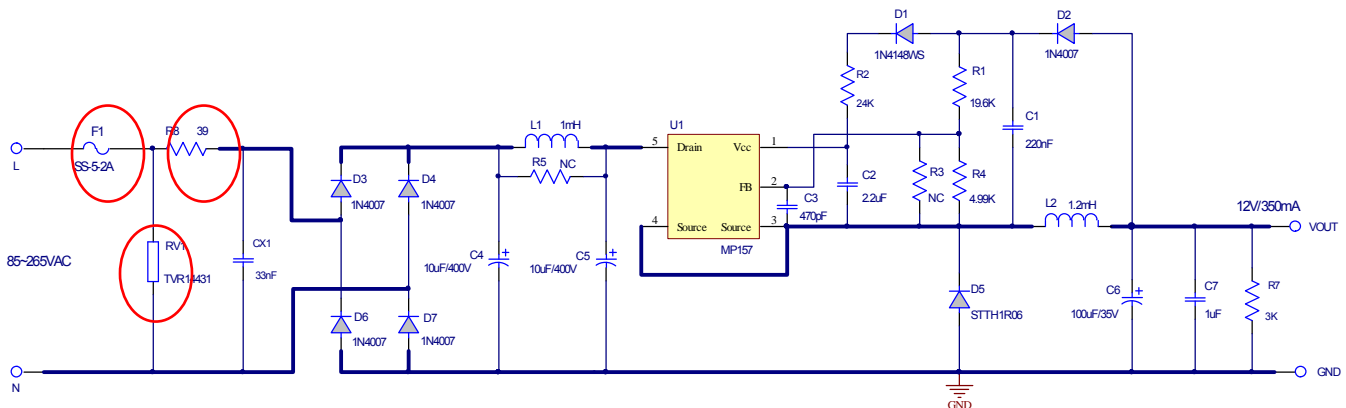 D1
1N4148WS
D2
1N4007
R2
24K
R1
19.6K
C1
220nF
F1
SS-5-2A
R8 39
L
L1 1mH
R5 NC
U1
5 Drain
Vcc 1
FB 2
4 Source
Source 3
MP157
C2
2.2uF
C3
470pF
R3
NC
R4
4.99K
D3
1N4007
D4
1N4007
L2 1.2mH
12V/350mA
VOUT
85~265VAC
RV1
TVR14431
CX1
33nF
C4
10uF/400V
C5
10uF/400V
D6
1N4007
D7
1N4007
D5
STTH1R06
C6
100uF/35V
C7
1uF
R7
3K
N
GND
GND